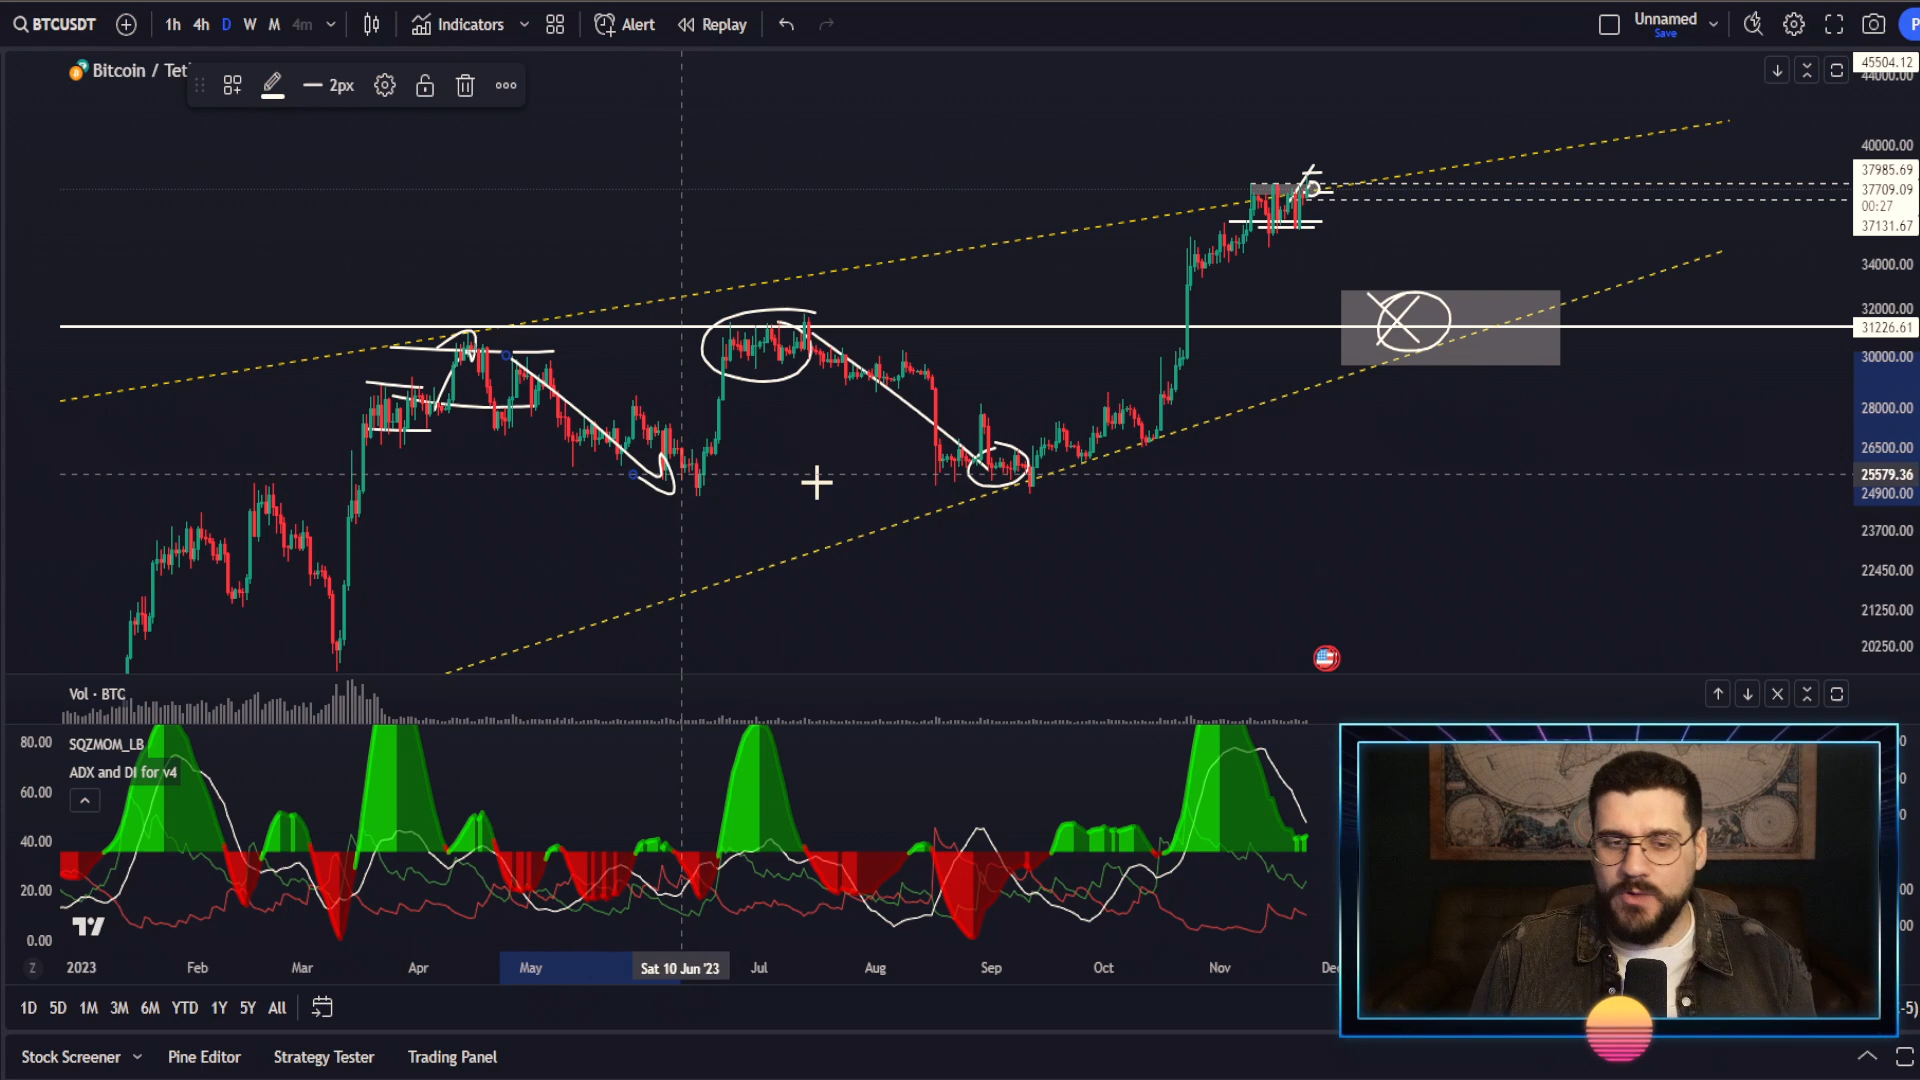 BTCUSDT 1h 4h D W M 4m Indicators Alert Replay Unnamed
Save
P
Bitcoin / Tet
2px
45504.12
44000.00
40000.00
37985.69
37709.09
00:27
37131.67
34000.00
32000.00
31226.61
30000.00
28000.00
26500.00
25579.36
24900.00
23700.00
22450.00
21250.00
20250.00
Vol · BTC
80.00
SQZMOM_LB
ADX and DI for v4
60.00
40.00
20.00
0.00
Z 2023 Feb Mar Apr May Sat 10 Jun '23 Jul Aug Sep Oct Nov Dec
1D 5D 1M 3M 6M YTD 1Y 5Y All
-5)
Stock Screener Pine Editor Strategy Tester Trading Panel